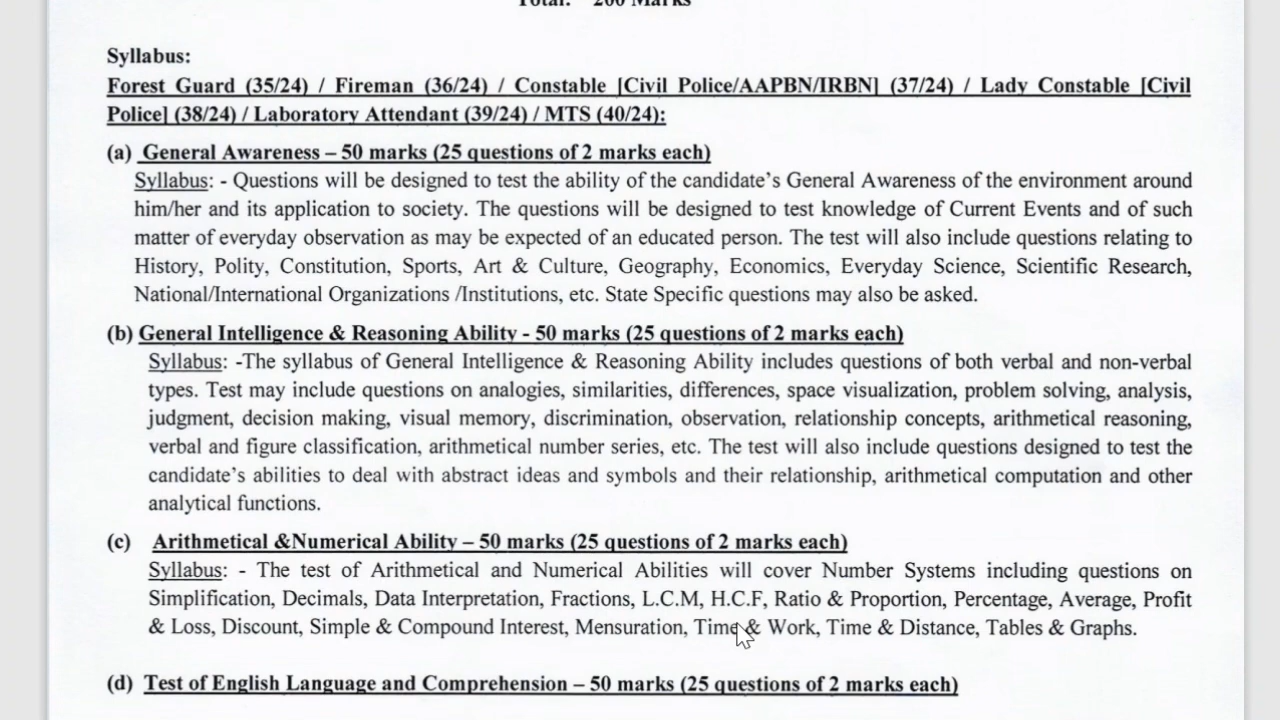 Total: 200 Marks
Syllabus:
Forest Guard (35/24) / Fireman (36/24) / Constable [Civil Police/AAPBN/IRBN] (37/24) / Lady Constable [Civil
Police] (38/24) / Laboratory Attendant (39/24) / MTS (40/24):
(a) General Awareness – 50 marks (25 questions of 2 marks each)
Syllabus: - Questions will be designed to test the ability of the candidate’s General Awareness of the environment around
him/her and its application to society. The questions will be designed to test knowledge of Current Events and of such
matter of everyday observation as may be expected of an educated person. The test will also include questions relating to
History, Polity, Constitution, Sports, Art & Culture, Geography, Economics, Everyday Science, Scientific Research,
National/International Organizations /Institutions, etc. State Specific questions may also be asked.
(b) General Intelligence & Reasoning Ability - 50 marks (25 questions of 2 marks each)
Syllabus: -The syllabus of General Intelligence & Reasoning Ability includes questions of both verbal and non-verbal
types. Test may include questions on analogies, similarities, differences, space visualization, problem solving, analysis,
judgment, decision making, visual memory, discrimination, observation, relationship concepts, arithmetical reasoning,
verbal and figure classification, arithmetical number series, etc. The test will also include questions designed to test the
candidate’s abilities to deal with abstract ideas and symbols and their relationship, arithmetical computation and other
analytical functions.
(c) Arithmetical &Numerical Ability – 50 marks (25 questions of 2 marks each)
Syllabus: - The test of Arithmetical and Numerical Abilities will cover Number Systems including questions on
Simplification, Decimals, Data Interpretation, Fractions, L.C.M, H.C.F, Ratio & Proportion, Percentage, Average, Profit
& Loss, Discount, Simple & Compound Interest, Mensuration, Time & Work, Time & Distance, Tables & Graphs.
(d) Test of English Language and Comprehension – 50 marks (25 questions of 2 marks each)